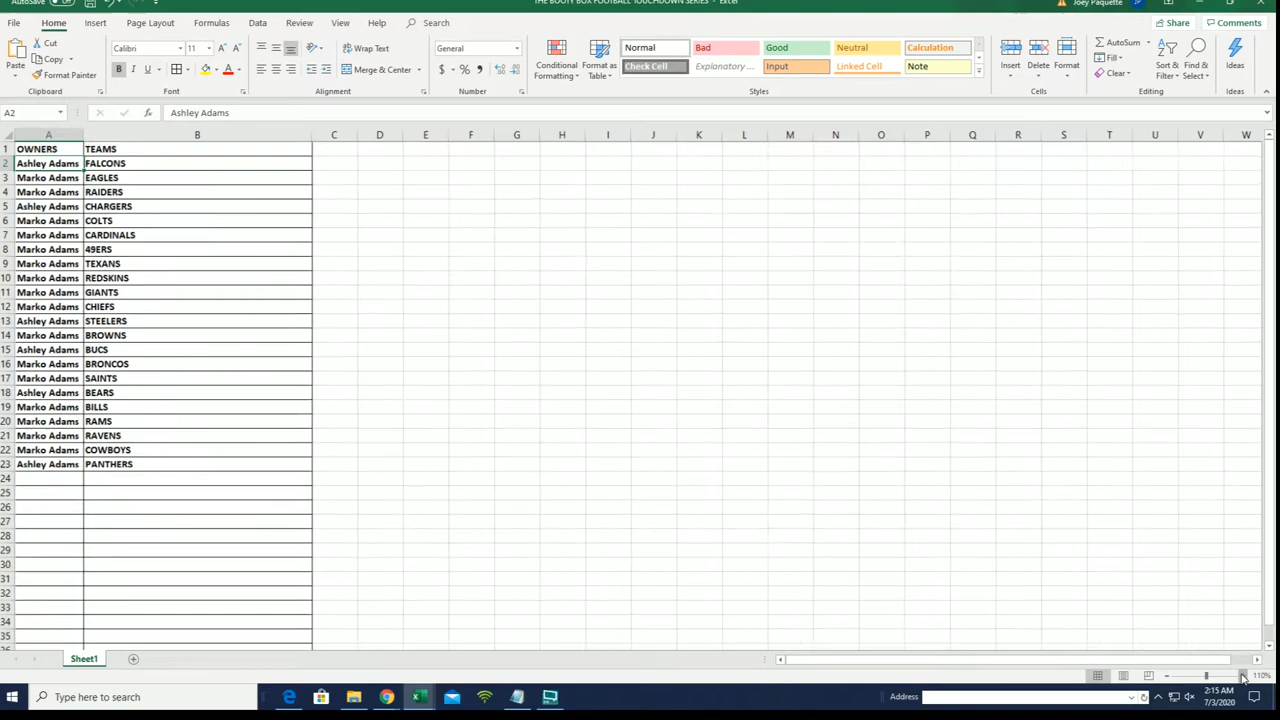 AutoSave Off
THE BOOTY BOX FOOTBALL TOUCHDOWN SERIES - Excel
Joey Paquette JP
File Home Insert Page Layout Formulas Data Review View Help Search
Share Comments
Paste Cut Copy Format Painter
Calibri 11
Wrap Text Merge & Center
General
Conditional Formatting Format as Table
Normal Bad Good Neutral Calculation
Check Cell Explanatory ... Input Linked Cell Note
Insert Delete Format
AutoSum Fill Clear
Sort & Filter Find & Select
Ideas
Clipboard Font Alignment Number Styles Cells Editing Ideas
A2 fx Ashley Adams
A B C D E F G H I J K L M N O P Q R S T U V W
1 OWNERS TEAMS
2 Ashley Adams FALCONS
3 Marko Adams EAGLES
4 Marko Adams RAIDERS
5 Ashley Adams CHARGERS
6 Marko Adams COLTS
7 Marko Adams CARDINALS
8 Marko Adams 49ERS
9 Marko Adams TEXANS
10 Marko Adams REDSKINS
11 Marko Adams GIANTS
12 Marko Adams CHIEFS
13 Ashley Adams STEELERS
14 Marko Adams BROWNS
15 Ashley Adams BUCS
16 Marko Adams BRONCOS
17 Marko Adams SAINTS
18 Ashley Adams BEARS
19 Marko Adams BILLS
20 Marko Adams RAMS
21 Marko Adams RAVENS
22 Marko Adams COWBOYS
23 Ashley Adams PANTHERS
24
25
26
27
28
29
30
31
32
33
34
35
Sheet1
110%
Type here to search
Address
2:15 AM
7/3/2020